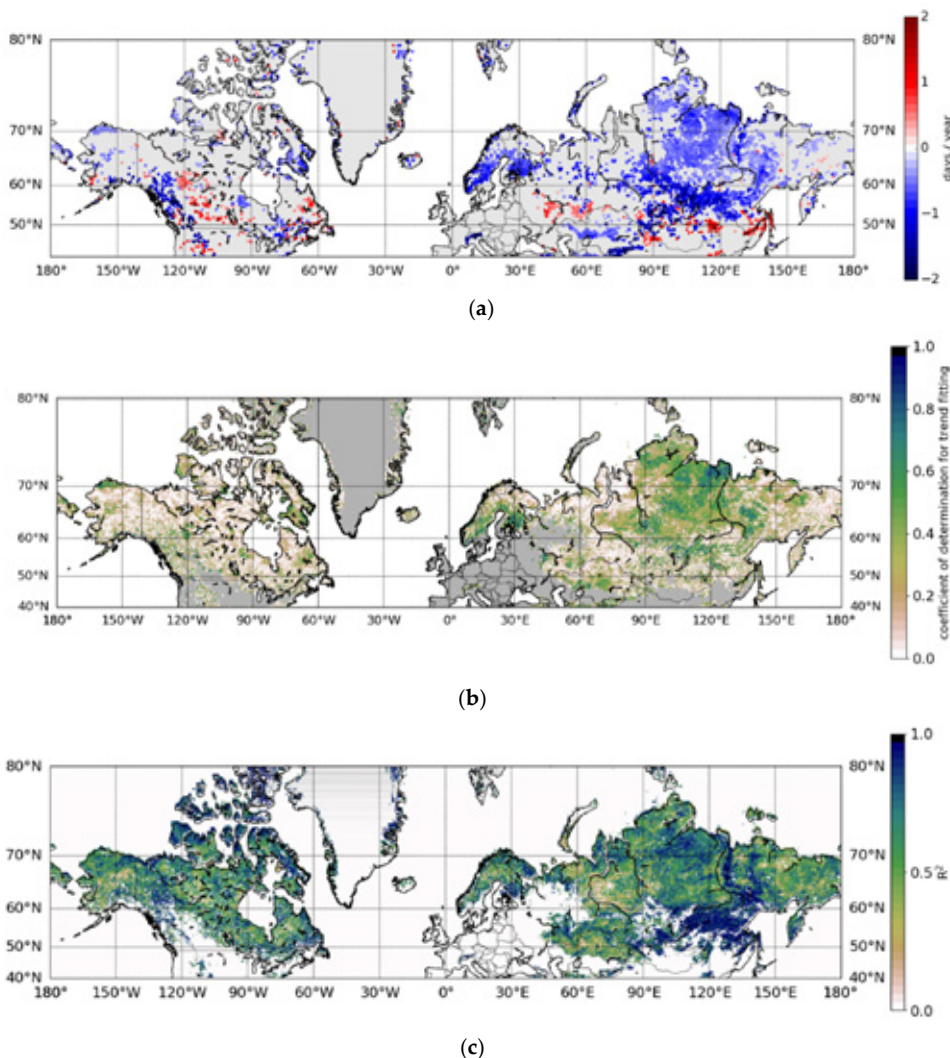 80°N 80°N 2
70°N 70°N 1
60°N 60°N 0
50°N 50°N −1
180° 150°W 120°W 90°W 60°W 30°W 0° 30°E 60°E 90°E 120°E 150°E 180° −2
days / year
(a)
1.0
80°N 80°N 0.8
70°N 70°N 0.6
60°N 60°N 0.4
50°N 50°N 0.2
40°N 40°N 0.0
180° 150°W 120°W 90°W 60°W 30°W 0° 30°E 60°E 90°E 120°E 150°E 180°
coefficient of determination for trend fitting
(b)
80°N 80°N 1.0
70°N 70°N
60°N 60°N 0.5
50°N 50°N
40°N 40°N 0.0
180° 150°W 120°W 90°W 60°W 30°W 0° 30°E 60°E 90°E 120°E 150°E 180°
R²
(c)